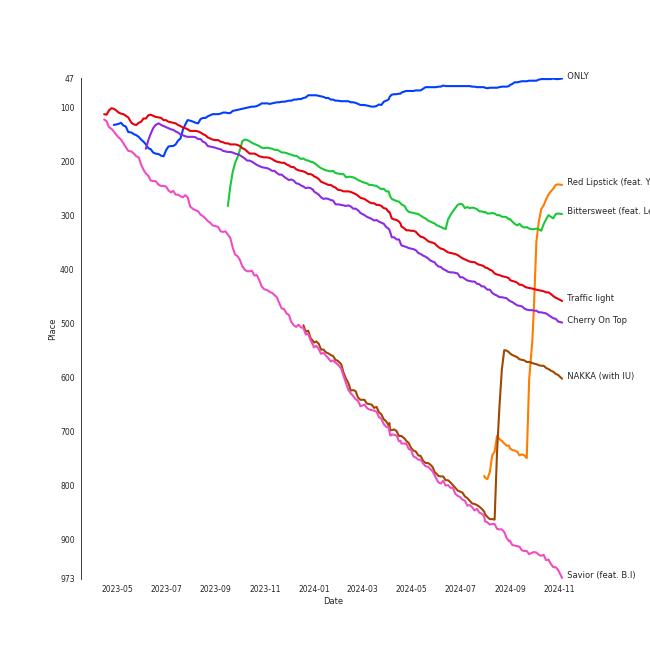 47
ONLY
100
200
Red Lipstick (feat. Y
Bittersweet (feat. Le
300
400
Traffic light
Cherry On Top
500
Place
NAKKA (with IU)
600
700
800
900
973
Savior (feat. B.I)
2023-05 2023-07 2023-09 2023-11 2024-01 2024-03 2024-05 2024-07 2024-09 2024-11
Date